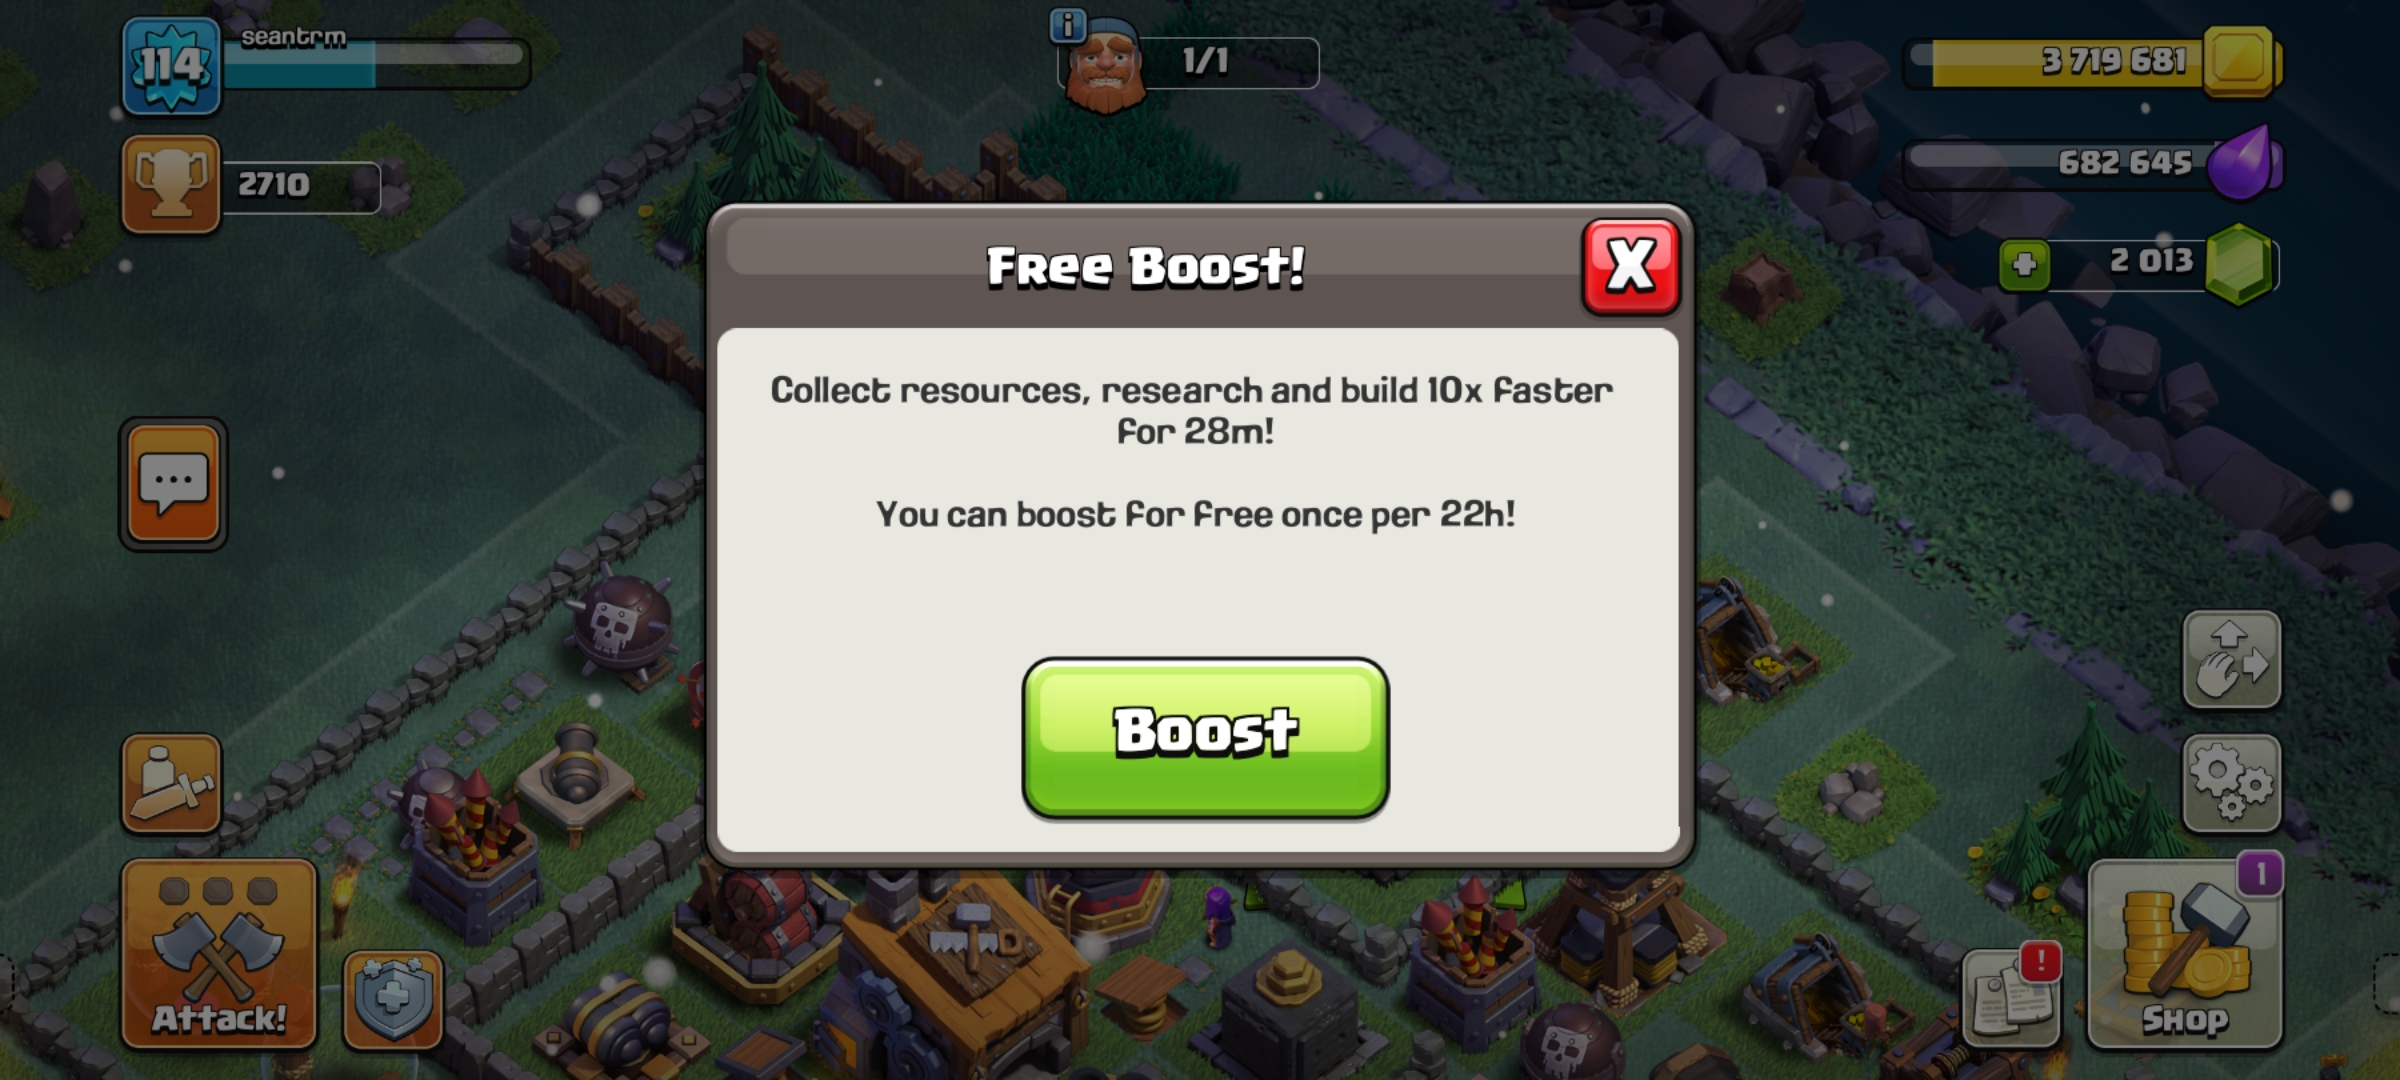 114
seantrm
i
1/1
3 719 681
2710
682 645
2 013
Free Boost!
X
Collect resources, research and build 10x faster
for 28m!
You can boost for free once per 22h!
Boost
Attack!
!
1
Shop